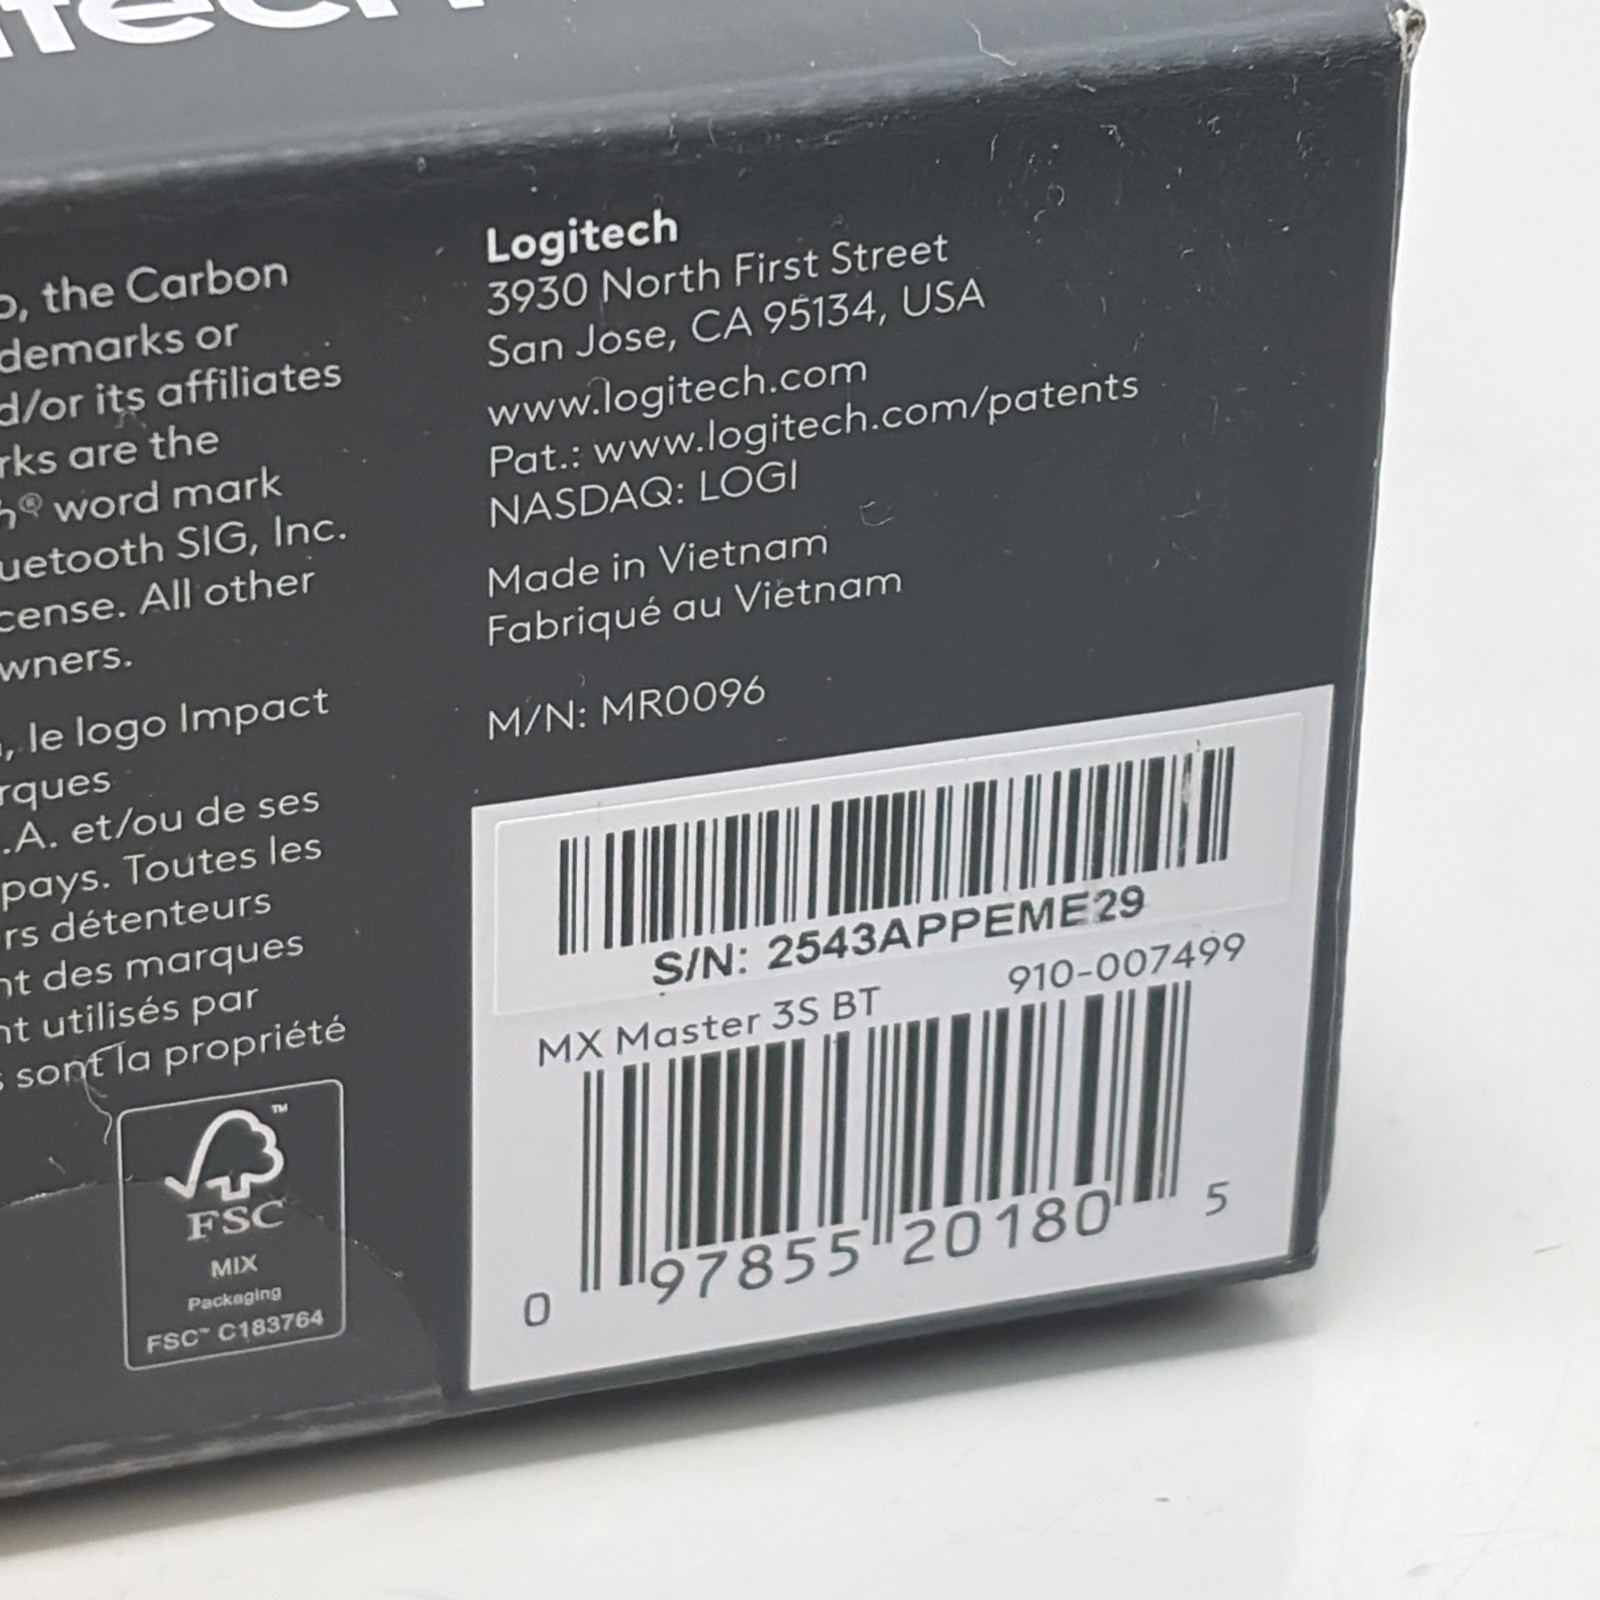 o, the Carbon
demarks or
d/or its affiliates
rks are the
h® word mark
uetooth SIG, Inc.
cense. All other
wners.
, le logo Impact
rques
.A. et/ou de ses
pays. Toutes les
rs détenteurs
nt des marques
nt utilisés par
s sont la propriété
FSC™
MIX
Packaging
FSC™ C183764
Logitech
3930 North First Street
San Jose, CA 95134, USA
www.logitech.com
Pat.: www.logitech.com/patents
NASDAQ: LOGI
Made in Vietnam
Fabriqué au Vietnam
M/N: MR0096
S/N: 2543APPEME29
MX Master 3S BT 910-007499
0 97855 20180 5